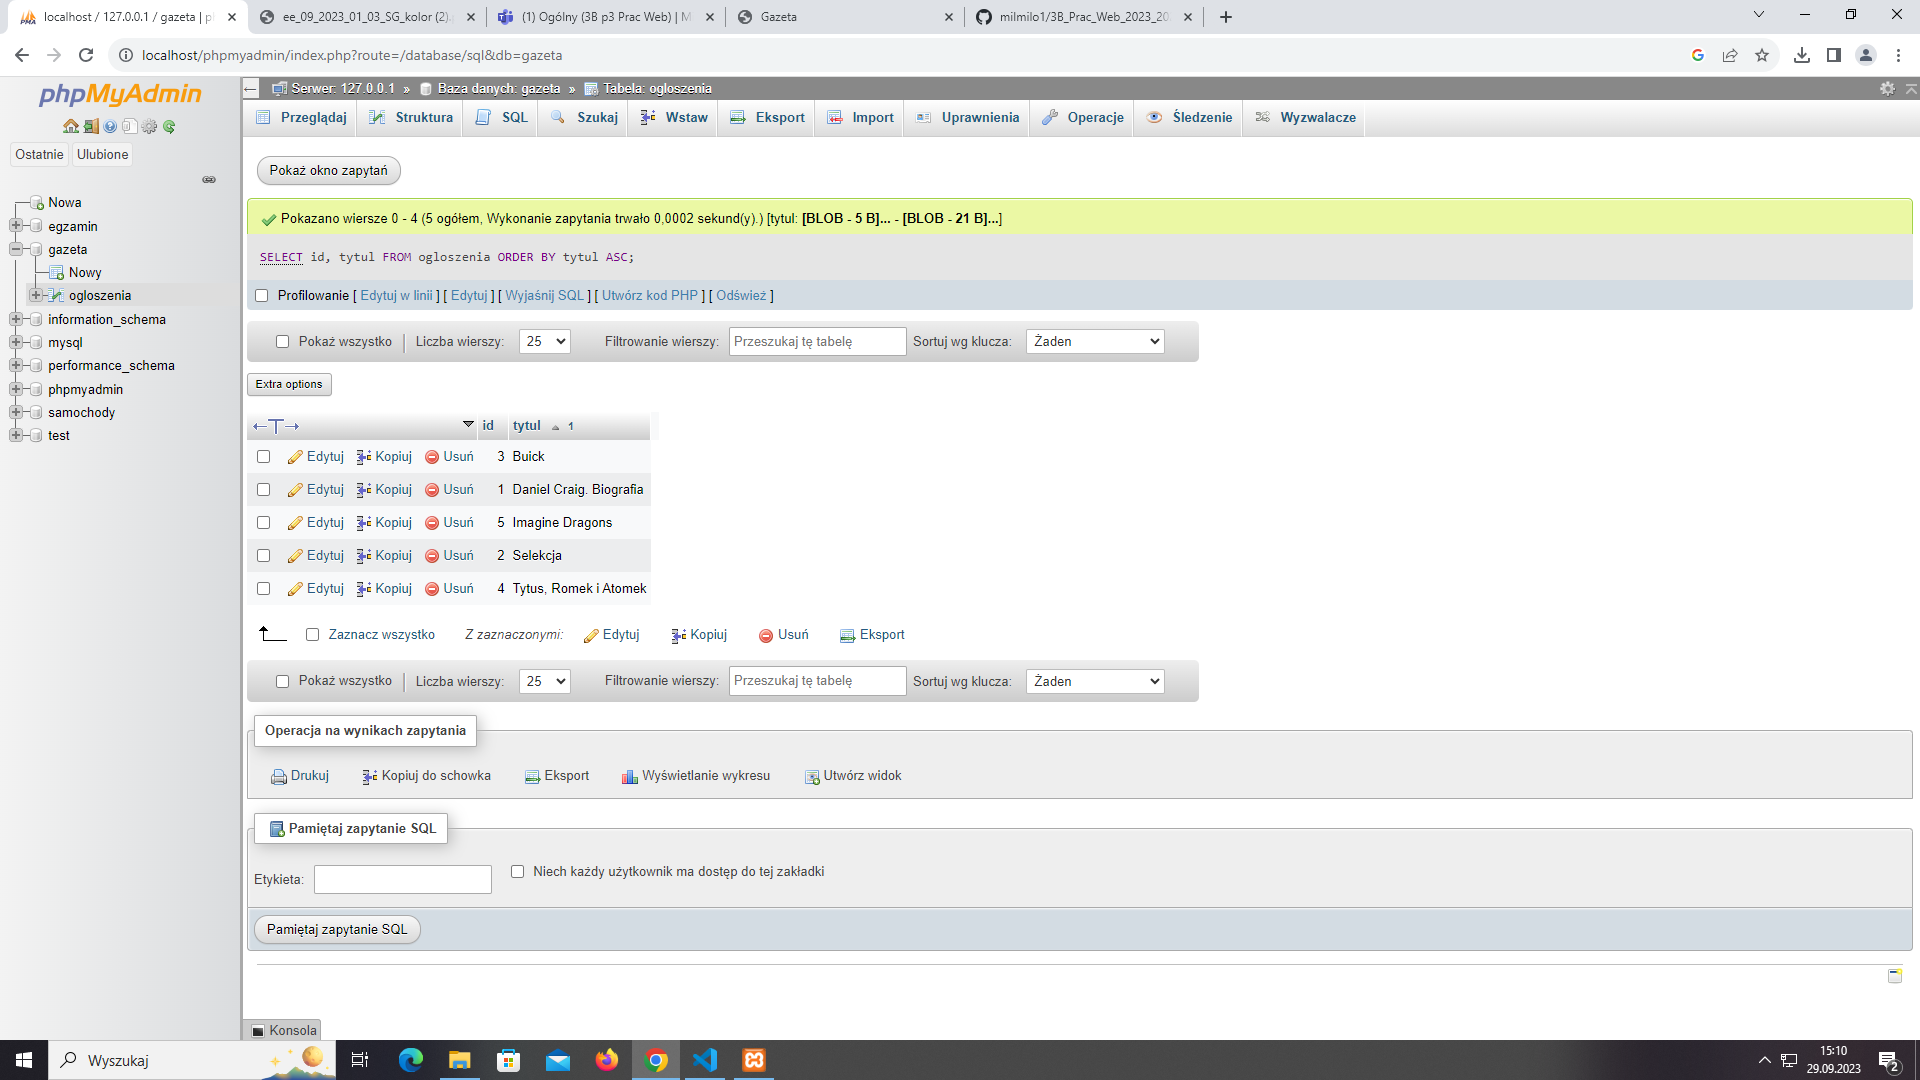 localhost / 127.0.0.1 / gazeta | p
ee_09_2023_01_03_SG_kolor (2).
(1) Ogólny (3B p3 Prac Web) | M
Gazeta
milmilo1/3B_Prac_Web_2023_20
localhost/phpmyadmin/index.php?route=/database/sql&db=gazeta
phpMyAdmin
Ostatnie Ulubione
Nowa
egzamin
gazeta
Nowy
ogloszenia
information_schema
mysql
performance_schema
phpmyadmin
samochody
test
Serwer: 127.0.0.1 » Baza danych: gazeta » Tabela: ogloszenia
Przeglądaj Struktura SQL Szukaj Wstaw Eksport Import Uprawnienia Operacje Śledzenie Wyzwalacze
Pokaż okno zapytań
Pokazano wiersze 0 - 4 (5 ogółem, Wykonanie zapytania trwało 0,0002 sekund(y).) [tytul: [BLOB - 5 B]... - [BLOB - 21 B]...]
SELECT id, tytul FROM ogloszenia ORDER BY tytul ASC;
Profilowanie [ Edytuj w linii ] [ Edytuj ] [ Wyjaśnij SQL ] [ Utwórz kod PHP ] [ Odśwież ]
Pokaż wszystko | Liczba wierszy: 25 Filtrowanie wierszy: Przeszukaj tę tabelę Sortuj wg klucza: Żaden
Extra options
←T→ id tytul 1
Edytuj Kopiuj Usuń 3 Buick
Edytuj Kopiuj Usuń 1 Daniel Craig. Biografia
Edytuj Kopiuj Usuń 5 Imagine Dragons
Edytuj Kopiuj Usuń 2 Selekcja
Edytuj Kopiuj Usuń 4 Tytus, Romek i Atomek
Zaznacz wszystko Z zaznaczonymi: Edytuj Kopiuj Usuń Eksport
Pokaż wszystko | Liczba wierszy: 25 Filtrowanie wierszy: Przeszukaj tę tabelę Sortuj wg klucza: Żaden
Operacja na wynikach zapytania
Drukuj Kopiuj do schowka Eksport Wyświetlanie wykresu Utwórz widok
Pamiętaj zapytanie SQL
Etykieta: Niech każdy użytkownik ma dostęp do tej zakładki
Pamiętaj zapytanie SQL
Konsola
Wyszukaj
15:10
29.09.2023
2